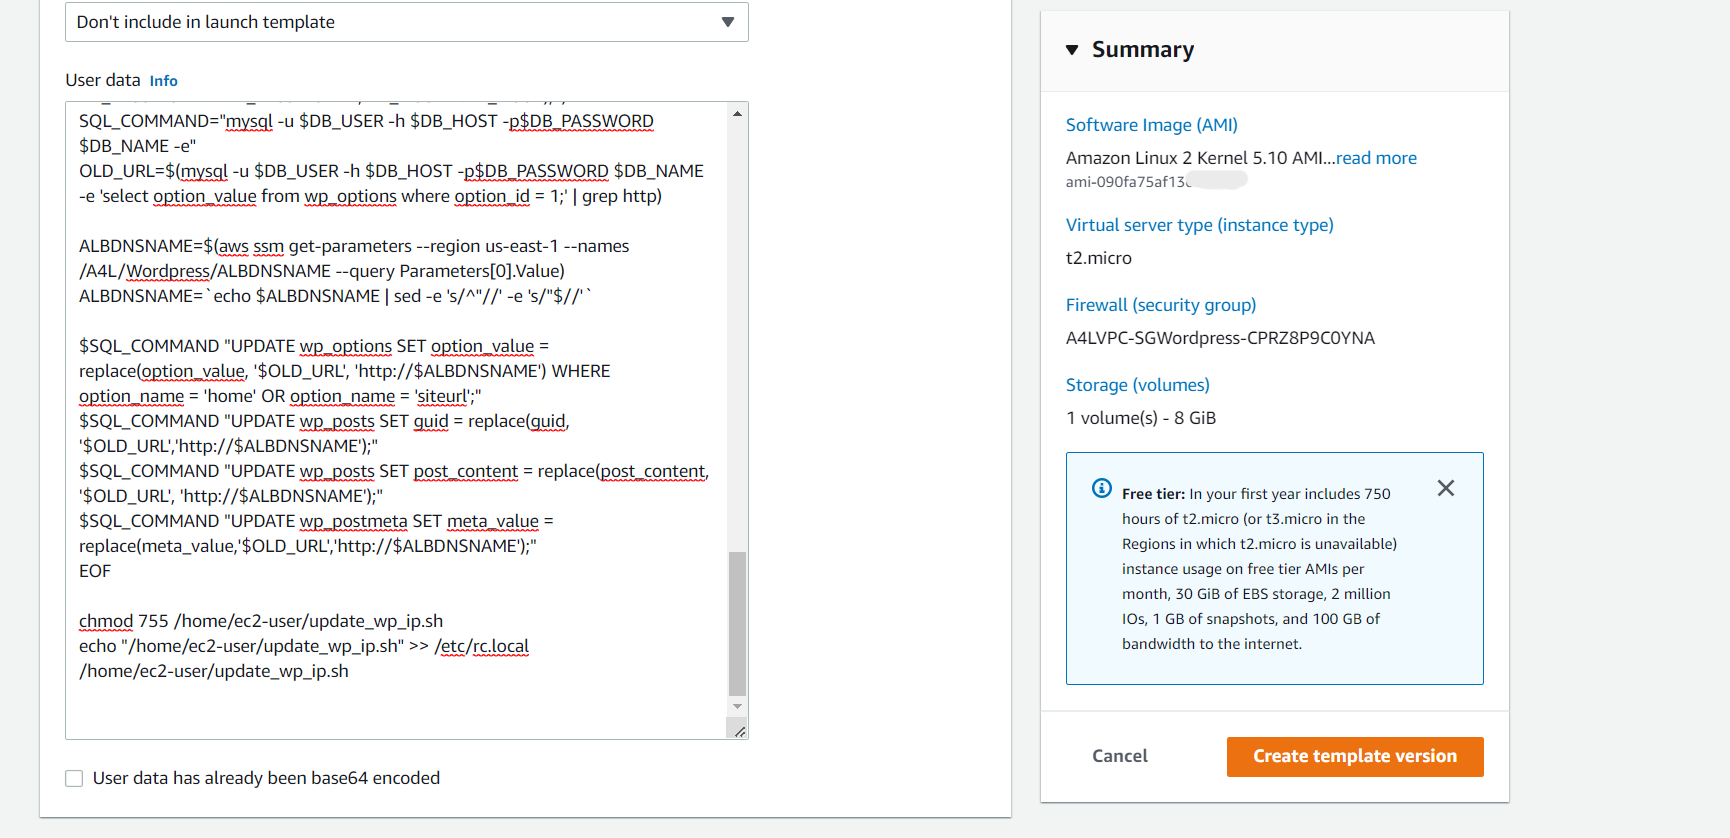 Don't include in launch template
User data Info
SQL_COMMAND="mysql -u $DB_USER -h $DB_HOST -p$DB_PASSWORD
$DB_NAME -e"
OLD_URL=$(mysql -u $DB_USER -h $DB_HOST -p$DB_PASSWORD $DB_NAME
-e 'select option_value from wp_options where option_id = 1;' | grep http)
ALBDNSNAME=$(aws ssm get-parameters --region us-east-1 --names
/A4L/Wordpress/ALBDNSNAME --query Parameters[0].Value)
ALBDNSNAME=`echo $ALBDNSNAME | sed -e 's/^"//' -e 's/"$//'`
$SQL_COMMAND "UPDATE wp_options SET option_value =
replace(option_value, '$OLD_URL', 'http://$ALBDNSNAME') WHERE
option_name = 'home' OR option_name = 'siteurl';"
$SQL_COMMAND "UPDATE wp_posts SET guid = replace(guid,
'$OLD_URL','http://$ALBDNSNAME');"
$SQL_COMMAND "UPDATE wp_posts SET post_content = replace(post_content,
'$OLD_URL', 'http://$ALBDNSNAME');"
$SQL_COMMAND "UPDATE wp_postmeta SET meta_value =
replace(meta_value,'$OLD_URL','http://$ALBDNSNAME');"
EOF
chmod 755 /home/ec2-user/update_wp_ip.sh
echo "/home/ec2-user/update_wp_ip.sh" >> /etc/rc.local
/home/ec2-user/update_wp_ip.sh
User data has already been base64 encoded
Summary
Software Image (AMI)
Amazon Linux 2 Kernel 5.10 AMI...read more
ami-090fa75af13
Virtual server type (instance type)
t2.micro
Firewall (security group)
A4LVPC-SGWordpress-CPRZ8P9C0YNA
Storage (volumes)
1 volume(s) - 8 GiB
Free tier: In your first year includes 750
hours of t2.micro (or t3.micro in the
Regions in which t2.micro is unavailable)
instance usage on free tier AMIs per
month, 30 GiB of EBS storage, 2 million
IOs, 1 GB of snapshots, and 100 GB of
bandwidth to the internet.
Cancel
Create template version